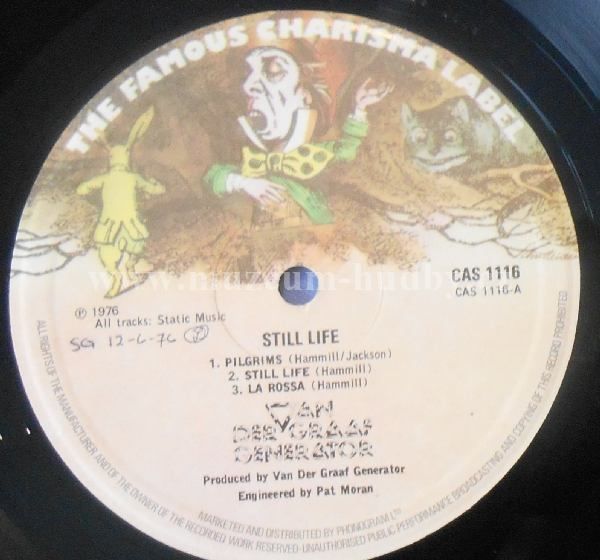 THE FAMOUS CHARISMA LABEL
www.muzeum-hudby
CAS 1116
CAS 1116-A
℗ 1976
All tracks: Static Music
SG 12-6-76 P
STILL LIFE
1. PILGRIMS (Hammill/Jackson)
2. STILL LIFE (Hammill)
3. LA ROSSA (Hammill)
VAN
DER GRAAF
GENERATOR
Produced by Van Der Graaf Generator
Engineered by Pat Moran
ALL RIGHTS OF THE MANUFACTURER AND OF THE OWNER OF THE RECORDED WORK RESERVED-UNAUTHORISED PUBLIC PERFORMANCE BROADCASTING AND COPYING OF THIS RECORD PROHIBITED
MARKETED AND DISTRIBUTED BY PHONOGRAM LTD